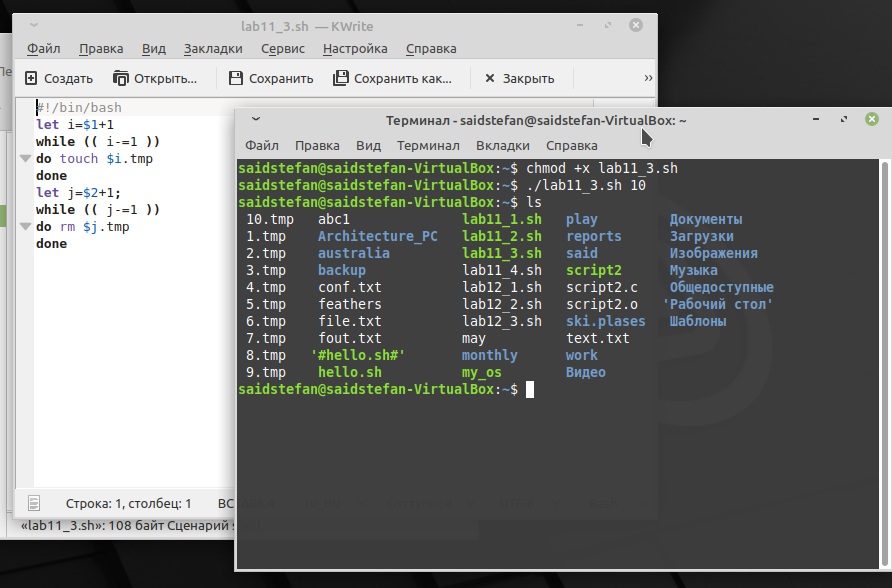 lab11_3.sh — KWrite
Файл Правка Вид Закладки Сервис Настройка Справка
Создать Открыть... Сохранить Сохранить как... Закрыть »
#!/bin/bash
let i=$1+1
while (( i-=1 ))
do touch $i.tmp
done
let j=$2+1;
while (( j-=1 ))
do rm $j.tmp
done
Строка: 1, столбец: 1
«lab11_3.sh»: 108 байт Сценарий
Терминал - saidstefan@saidstefan-VirtualBox: ~
Файл Правка Вид Терминал Вкладки Справка
saidstefan@saidstefan-VirtualBox:~$ chmod +x lab11_3.sh
saidstefan@saidstefan-VirtualBox:~$ ./lab11_3.sh 10
saidstefan@saidstefan-VirtualBox:~$ ls
10.tmp abc1 lab11_1.sh play Документы
1.tmp Architecture_PC lab11_2.sh reports Загрузки
2.tmp australia lab11_3.sh said Изображения
3.tmp backup lab11_4.sh script2 Музыка
4.tmp conf.txt lab12_1.sh script2.c Общедоступные
5.tmp feathers lab12_2.sh script2.o 'Рабочий стол'
6.tmp file.txt lab12_3.sh ski.plases Шаблоны
7.tmp fout.txt may text.txt
8.tmp '#hello.sh#' monthly work
9.tmp hello.sh my_os Видео
saidstefan@saidstefan-VirtualBox:~$